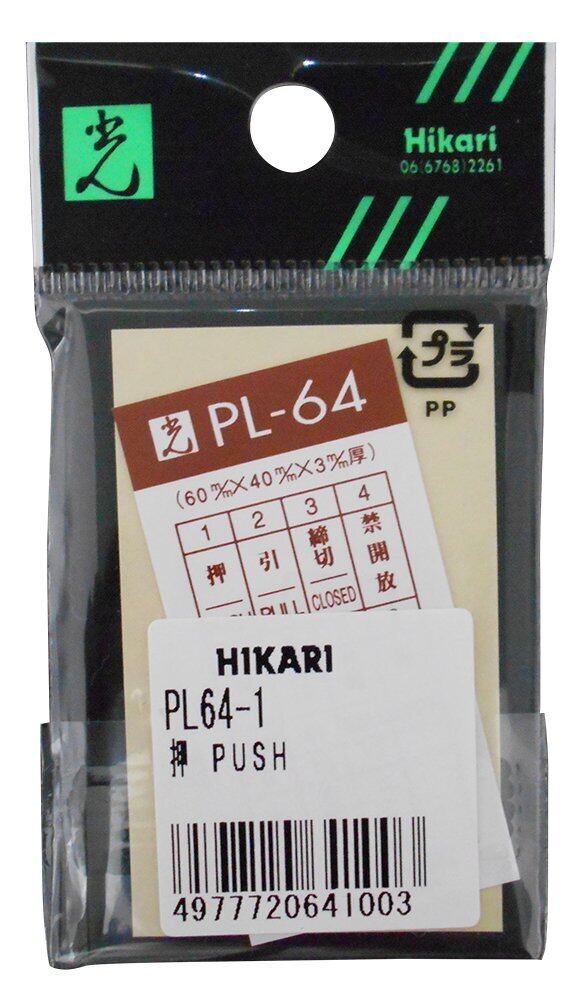 光
Hikari
06(6768)2261
プラ
PP
光 PL-64
(60m/m×40m/m×3m/m厚)
1 2 3 4
押 引 締切 禁開放
PULL CLOSED
HIKARI
PL64-1
押 PUSH
4977720641003